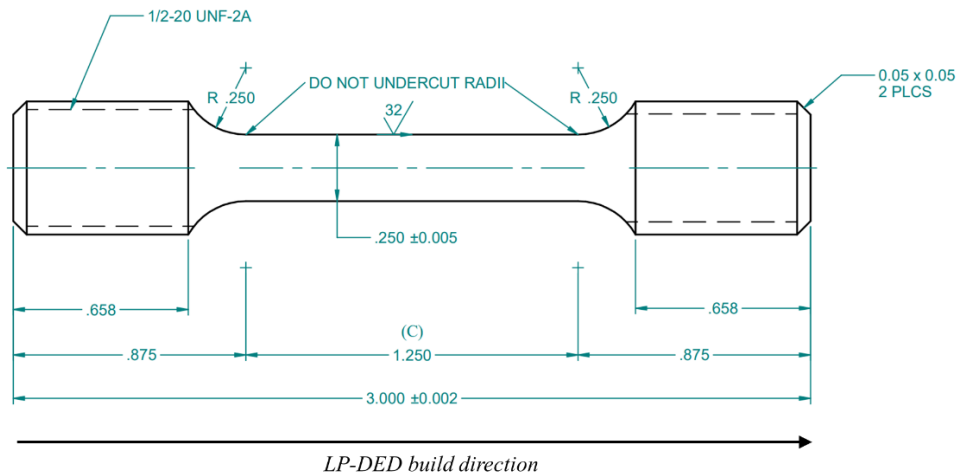 1/2-20 UNF-2A
DO NOT UNDERCUT RADII
R .250
R .250
0.05 x 0.05
2 PLCS
32
.250 ±0.005
.658
.658
(C)
.875
1.250
.875
3.000 ±0.002
LP-DED build direction